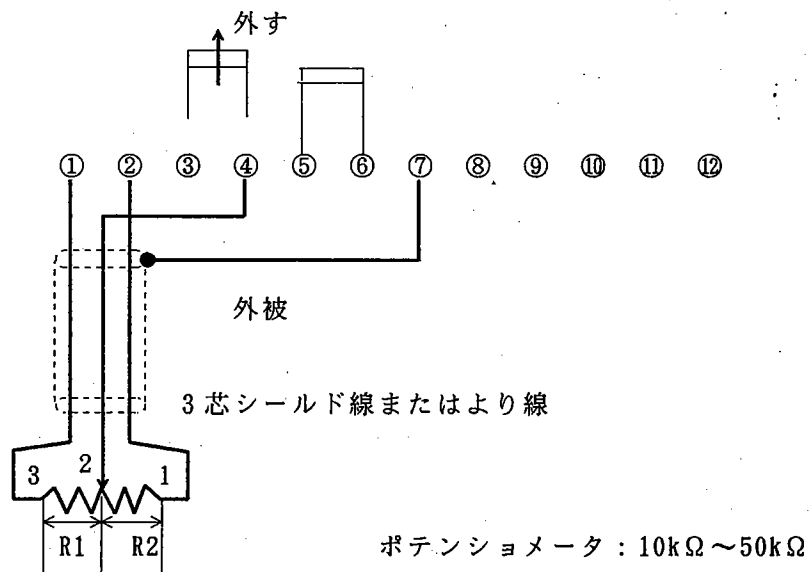 外す
① ② ③ ④ ⑤ ⑥ ⑦ ⑧ ⑨ ⑩ ⑪ ⑫
外被
3芯シールド線またはより線
3 2 1
R1 R2
ポテンショメータ：10kΩ～50kΩ